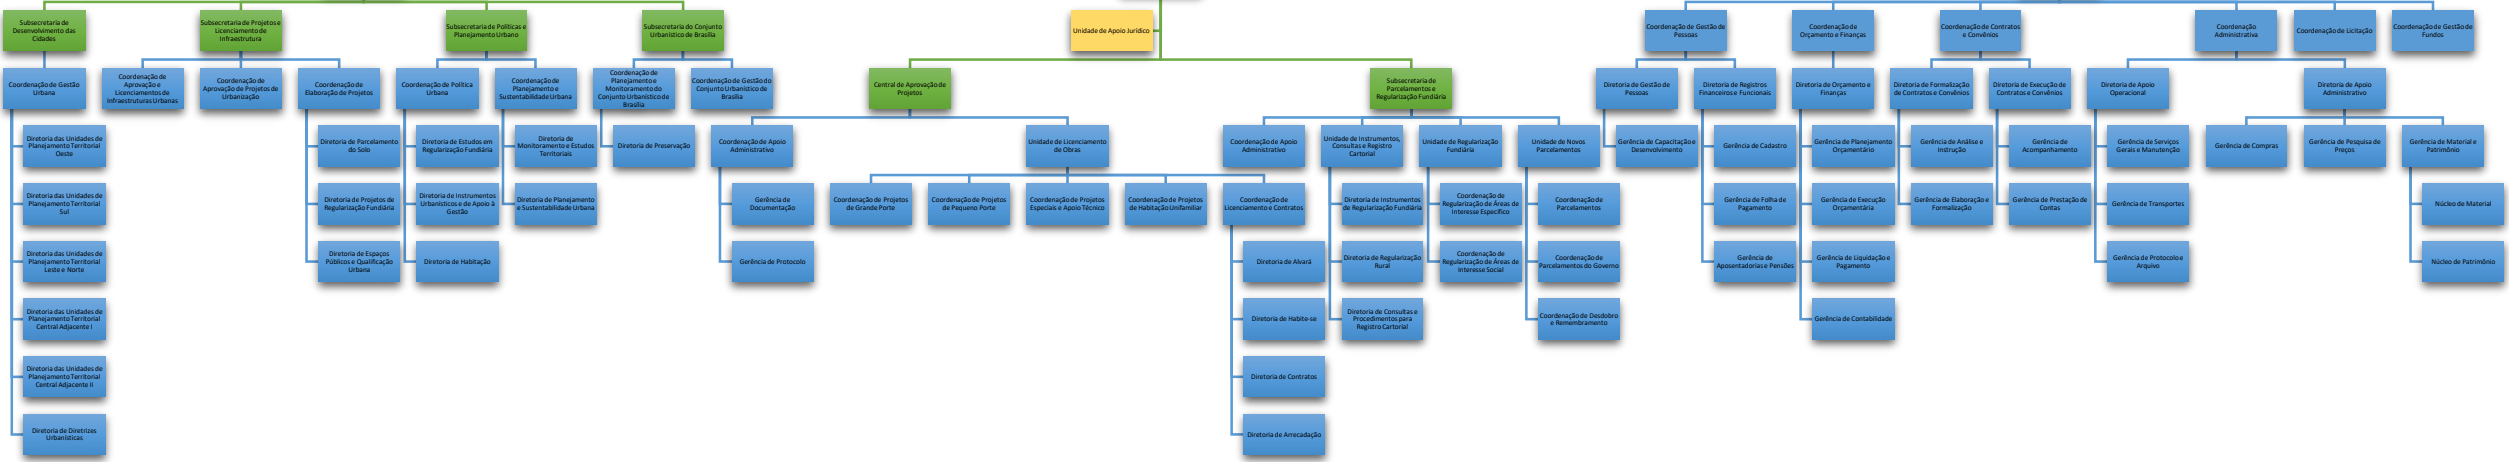 Subsecretaria de
Desenvolvimento das
Cidades
Subsecretaria de Projetos e
Licenciamento de
Infraestrutura
Subsecretaria de Políticas e
Planejamento Urbano
Subsecretaria do Conjunto
Urbanístico de Brasília
Unidade de Apoio Jurídico
Coordenação de Gestão de
Pessoas
Coordenação de
Orçamento e Finanças
Coordenação de Contratos
e Convênios
Coordenação
Administrativa
Coordenação de Licitação
Coordenação de Gestão de
Fundos
Coordenação de Gestão
Urbana
Coordenação de
Aprovação e
Licenciamentos de
Infraestruturas Urbanas
Coordenação de
Aprovação de Projetos de
Urbanização
Coordenação de
Elaboração de Projetos
Coordenação de Política
Urbana
Coordenação de
Planejamento e
Sustentabilidade Urbana
Coordenação de
Planejamento e
Monitoramento do
Conjunto Urbanístico de
Brasília
Coordenação de Gestão do
Conjunto Urbanístico de
Brasília
Central de Aprovação de
Projetos
Subsecretaria de
Parcelamentos e
Regularização Fundiária
Diretoria de Gestão de
Pessoas
Diretoria de Registros
Financeiros e Funcionais
Diretoria de Orçamento e
Finanças
Diretoria de Formalização
de Contratos e Convênios
Diretoria de Execução de
Contratos e Convênios
Diretoria de Apoio
Operacional
Diretoria de Apoio
Administrativo
Diretoria das Unidades de
Planejamento Territorial
Oeste
Diretoria de Parcelamento
do Solo
Diretoria de Estudos em
Regularização Fundiária
Diretoria de
Monitoramento e Estudos
Territoriais
Diretoria de Preservação
Coordenação de Apoio
Administrativo
Unidade de Licenciamento
de Obras
Coordenação de Apoio
Administrativo
Unidade de Instrumentos,
Consultas e Registro
Cartorial
Unidade de Regularização
Fundiária
Unidade de Novos
Parcelamentos
Gerência de Capacitação e
Desenvolvimento
Gerência de Cadastro
Gerência de Planejamento
Orçamentário
Gerência de Análise e
Instrução
Gerência de
Acompanhamento
Gerência de Serviços
Gerais e Manutenção
Gerência de Compras
Gerência de Pesquisa de
Preços
Gerência de Material e
Patrimônio
Diretoria das Unidades de
Planejamento Territorial
Sul
Diretoria de Projetos de
Regularização Fundiária
Diretoria de Instrumentos
Urbanísticos e de Apoio à
Gestão
Diretoria de Planejamento
e Sustentabilidade Urbana
Gerência de
Documentação
Coordenação de Projetos
de Grande Porte
Coordenação de Projetos
de Pequeno Porte
Coordenação de Projetos
Especiais e Apoio Técnico
Coordenação de Projetos
de Habitação Unifamiliar
Coordenação de
Licenciamento e Contratos
Diretoria de Instrumentos
de Regularização Fundiária
Coordenação de
Regularização de Áreas de
Interesse Específico
Coordenação de
Parcelamentos
Gerência de Folha de
Pagamento
Gerência de Execução
Orçamentária
Gerência de Elaboração e
Formalização
Gerência de Prestação de
Contas
Gerência de Transportes
Núcleo de Material
Diretoria das Unidades de
Planejamento Territorial
Leste e Norte
Diretoria de Espaços
Públicos e Qualificação
Urbana
Diretoria de Habitação
Gerência de Protocolo
Diretoria de Alvará
Diretoria de Regularização
Rural
Coordenação de
Regularização de Áreas de
Interesse Social
Coordenação de
Parcelamentos do Governo
Gerência de
Aposentadorias e Pensões
Gerência de Liquidação e
Pagamento
Gerência de Protocolo e
Arquivo
Núcleo de Patrimônio
Diretoria das Unidades de
Planejamento Territorial
Central Adjacente I
Diretoria de Habite-se
Diretoria de Consultas e
Procedimentos para
Registro Cartorial
Coordenação de Desdobro
e Remembramento
Gerência de Contabilidade
Diretoria das Unidades de
Planejamento Territorial
Central Adjacente II
Diretoria de Contratos
Diretoria de Diretrizes
Urbanísticas
Diretoria de Arrecadação